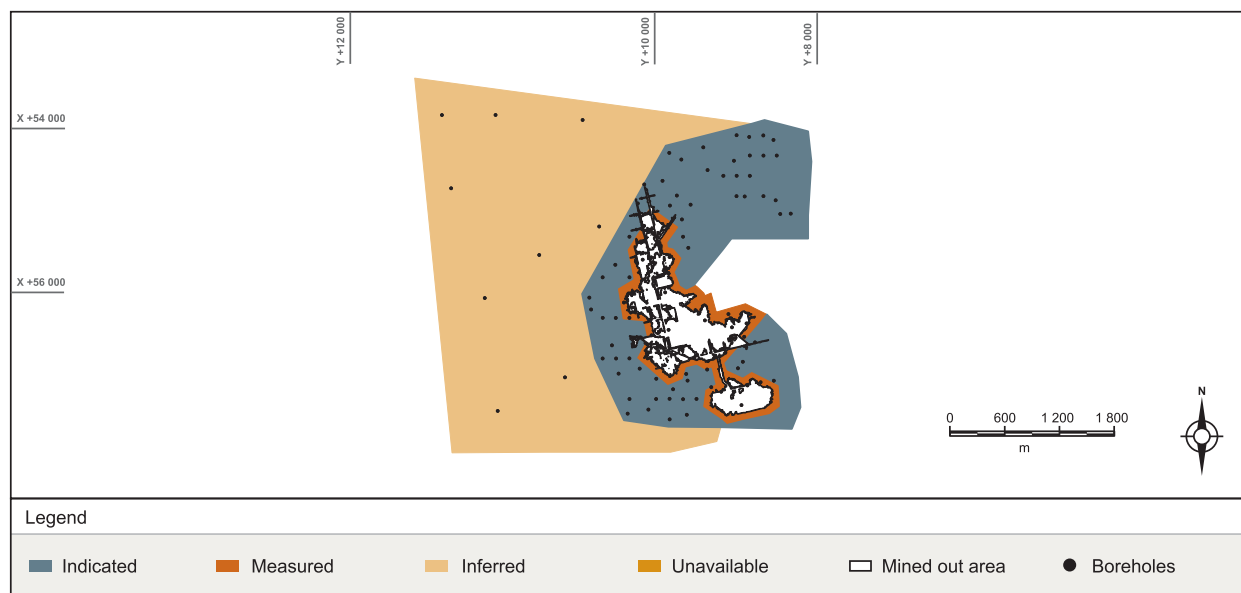 Y +12 000
Y +10 000
Y +8 000
X +54 000
X +56 000
N
0 600 1 200 1 800
m
Legend
Indicated Measured Inferred Unavailable Mined out area Boreholes